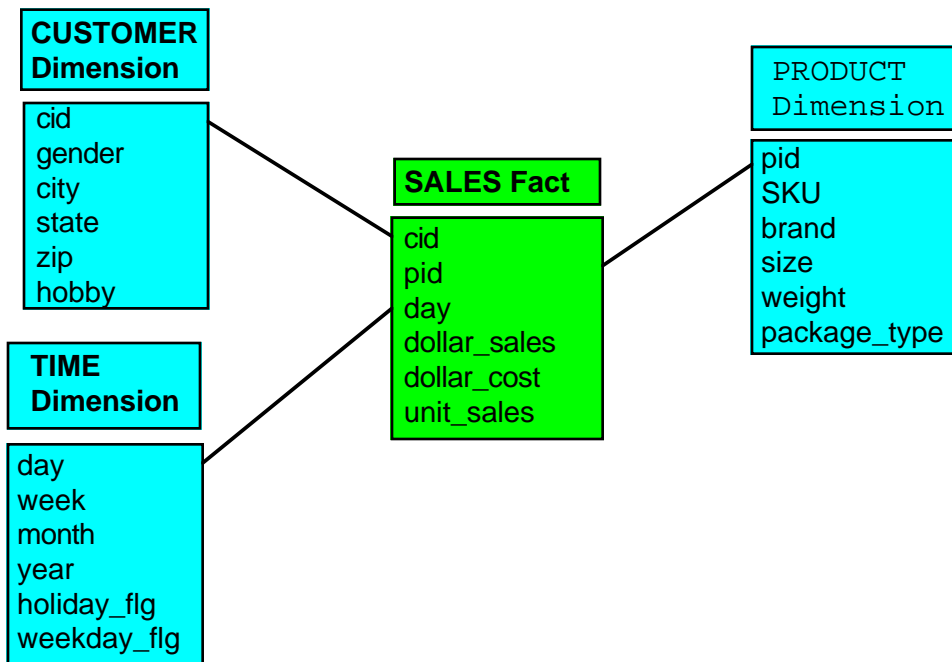 CUSTOMER
Dimension
cid
gender
city
state
zip
hobby
TIME
Dimension
day
week
month
year
holiday_flg
weekday_flg
SALES Fact
cid
pid
day
dollar_sales
dollar_cost
unit_sales
PRODUCT
Dimension
pid
SKU
brand
size
weight
package_type